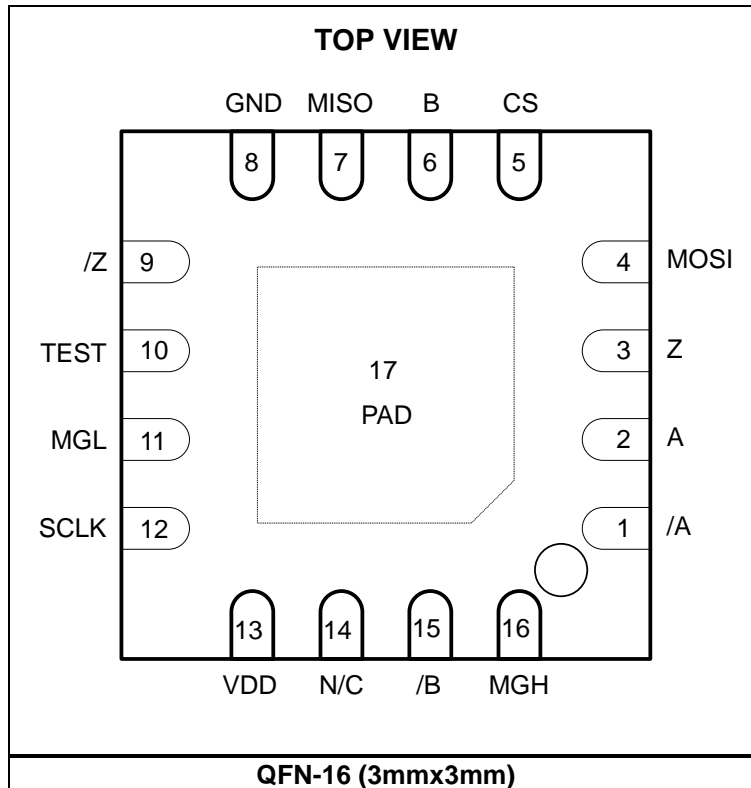 TOP VIEW
GND MISO B CS
8 7 6 5
/Z 9 4 MOSI
TEST 10 3 Z
17
PAD
MGL 11 2 A
SCLK 12 1 /A
13 14 15 16
VDD N/C /B MGH
QFN-16 (3mmx3mm)